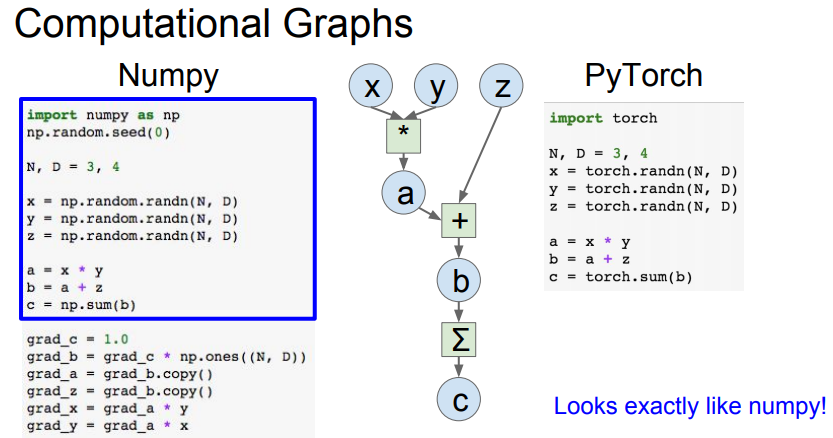 Computational Graphs
Numpy
import numpy as np
np.random.seed(0)
N, D = 3, 4
x = np.random.randn(N, D)
y = np.random.randn(N, D)
z = np.random.randn(N, D)
a = x * y
b = a + z
c = np.sum(b)
grad_c = 1.0
grad_b = grad_c * np.ones((N, D))
grad_a = grad_b.copy()
grad_z = grad_b.copy()
grad_x = grad_a * y
grad_y = grad_a * x
x y z
*
a
+
b
Σ
c
PyTorch
import torch
N, D = 3, 4
x = torch.randn(N, D)
y = torch.randn(N, D)
z = torch.randn(N, D)
a = x * y
b = a + z
c = torch.sum(b)
Looks exactly like numpy!